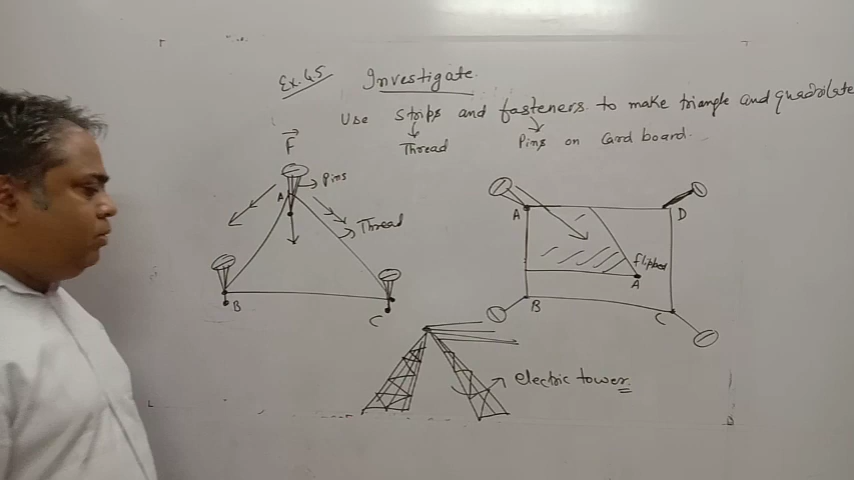 Ex. 4.5 Investigate.
Use strips and fasteners to make triangle and quadrilate
Thread Pins on Card board.
F
Pins
A
Thread
B
C
A
D
flipped
A
B
C
electric tower